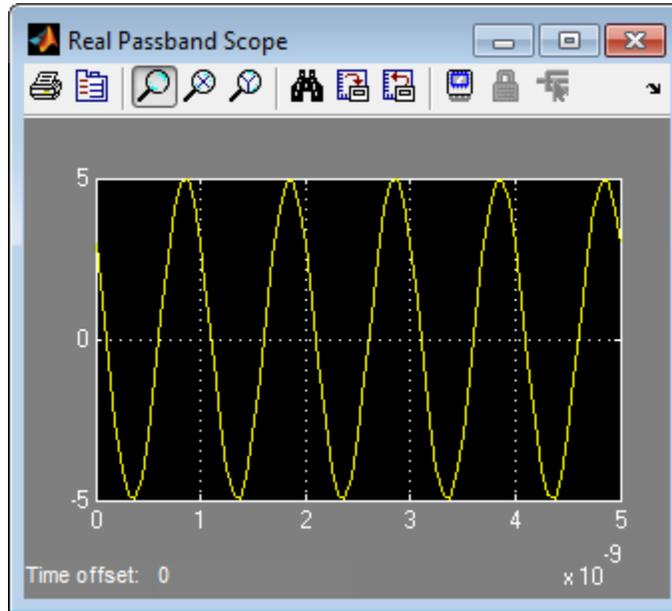 Real Passband Scope
5
0
-5
0 1 2 3 4 5
x 10^-9
Time offset: 0